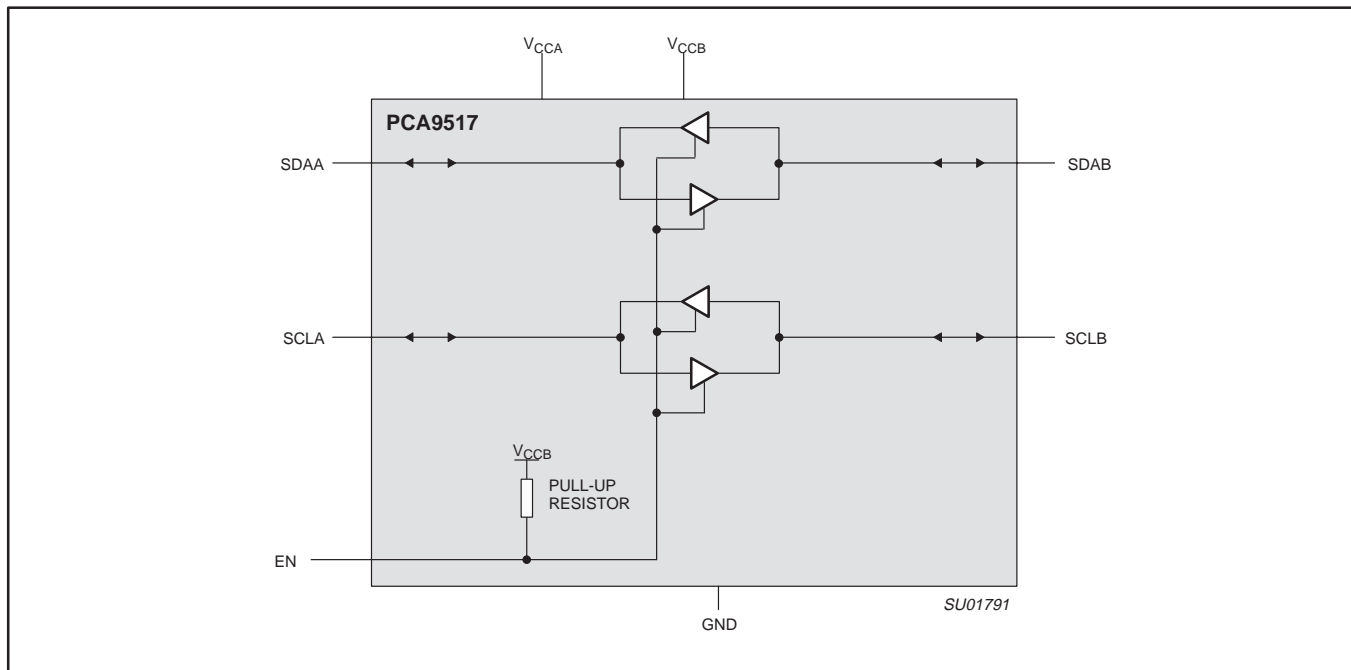 VCCA
VCCB
PCA9517
SDAA
SDAB
SCLA
SCLB
VCCB
PULL-UP
RESISTOR
EN
SU01791
GND